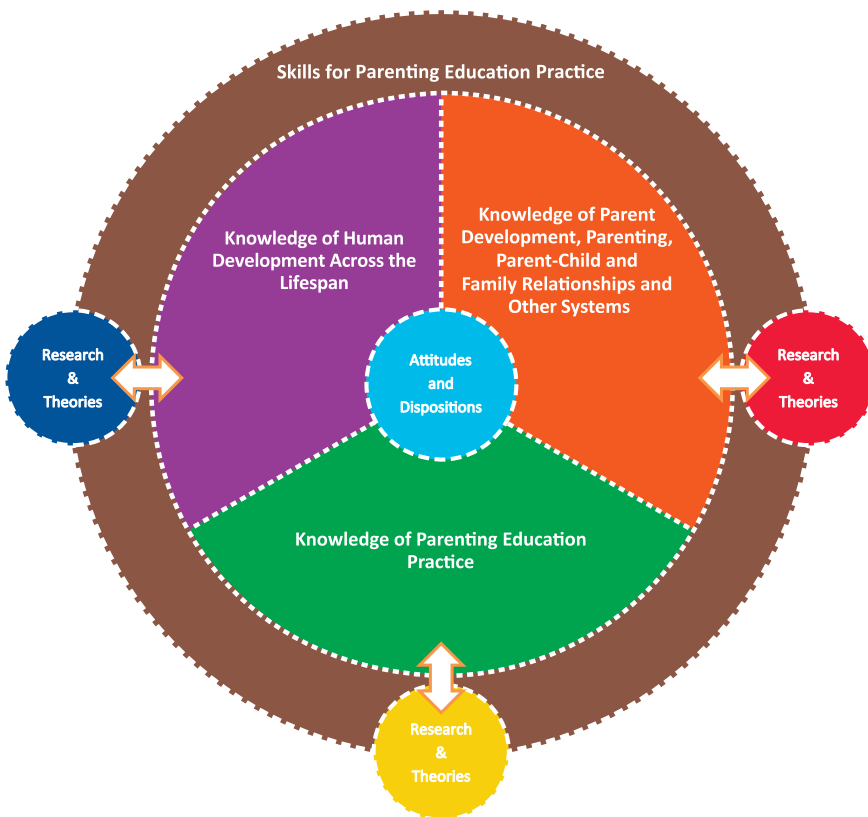 Skills for Parenting Education Practice
Knowledge of Human
Development Across the
Lifespan
Knowledge of Parent
Development, Parenting,
Parent-Child and
Family Relationships and
Other Systems
Research
&
Theories
Attitudes
and
Dispositions
Research
&
Theories
Knowledge of Parenting Education
Practice
Research
&
Theories